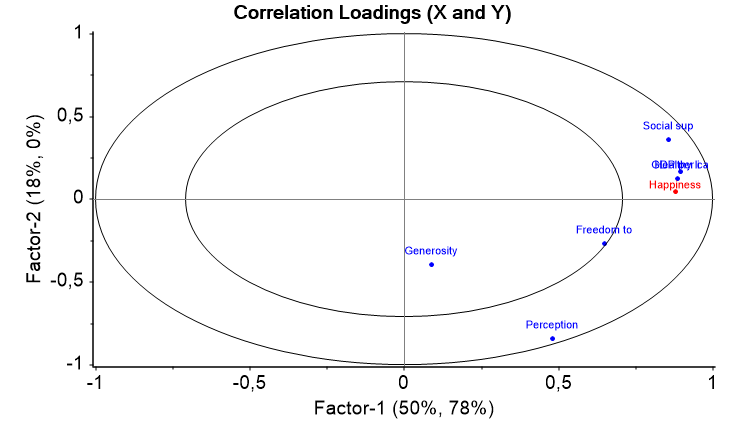 Correlation Loadings (X and Y)
1
0,5
0
-0,5
-1
Factor-2 (18%, 0%)
Social sup
Happiness
Freedom to
Generosity
Perception
-1
-0,5
0
0,5
1
Factor-1 (50%, 78%)